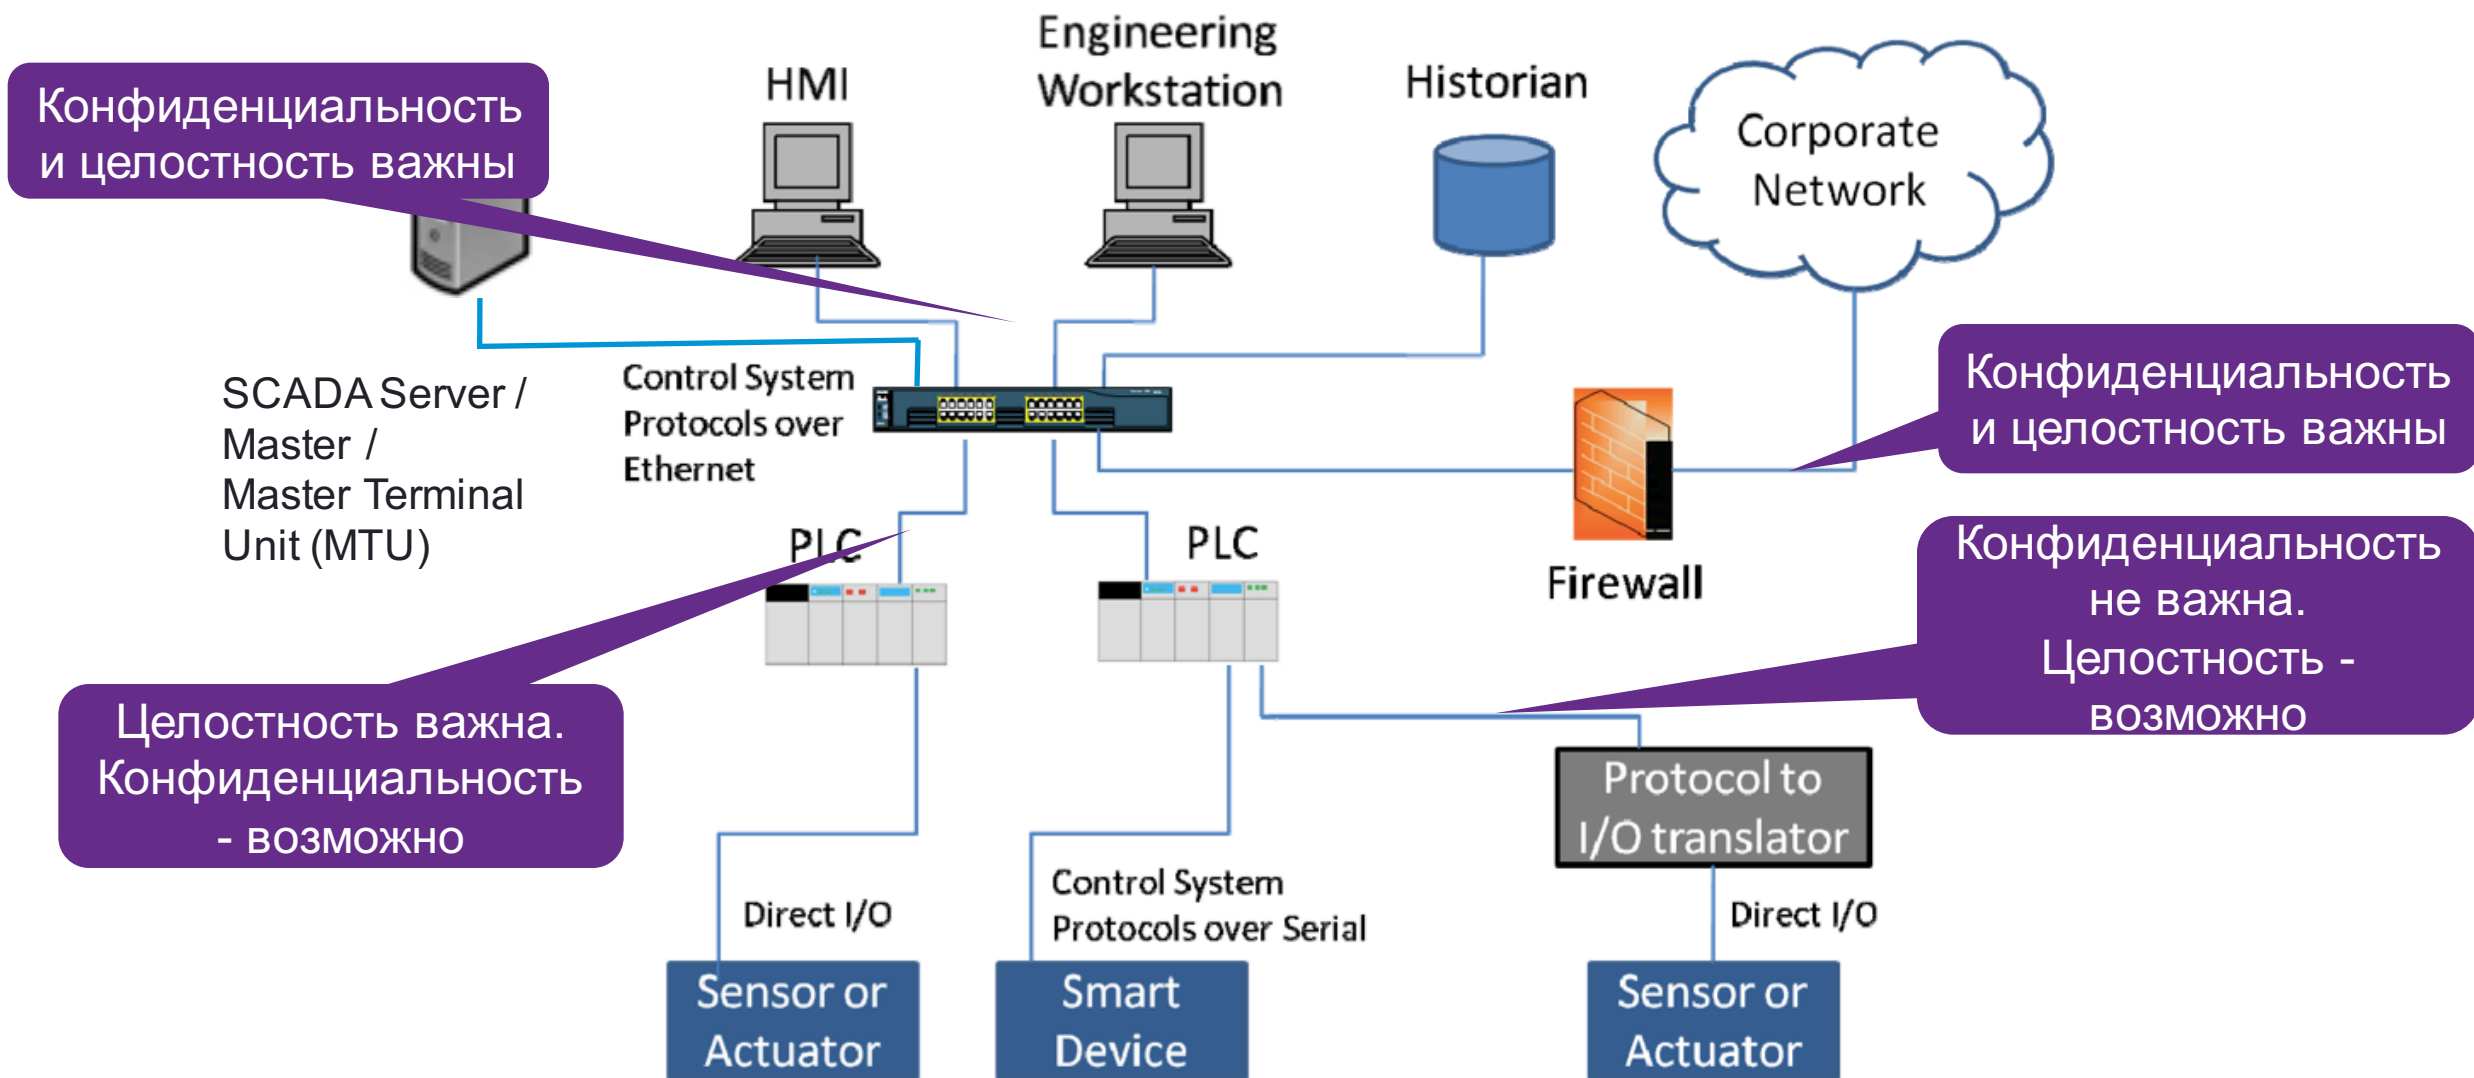 Engineering
Workstation
HMI
Historian
Конфиденциальность
и целостность важны
Corporate
Network
SCADA Server /
Master /
Master Terminal
Unit (MTU)
Control System
Protocols over
Ethernet
Конфиденциальность
и целостность важны
PLC
PLC
Firewall
Конфиденциальность
не важна.
Целостность -
возможно
Целостность важна.
Конфиденциальность
- возможно
Protocol to
I/O translator
Direct I/O
Control System
Protocols over Serial
Direct I/O
Sensor or
Actuator
Smart
Device
Sensor or
Actuator